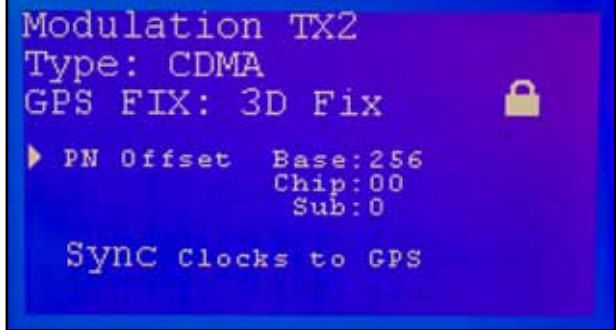 Modulation TX2
Type: CDMA
GPS FIX: 3D Fix
PN Offset Base:256
Chip:00
Sub:0
Sync Clocks to GPS